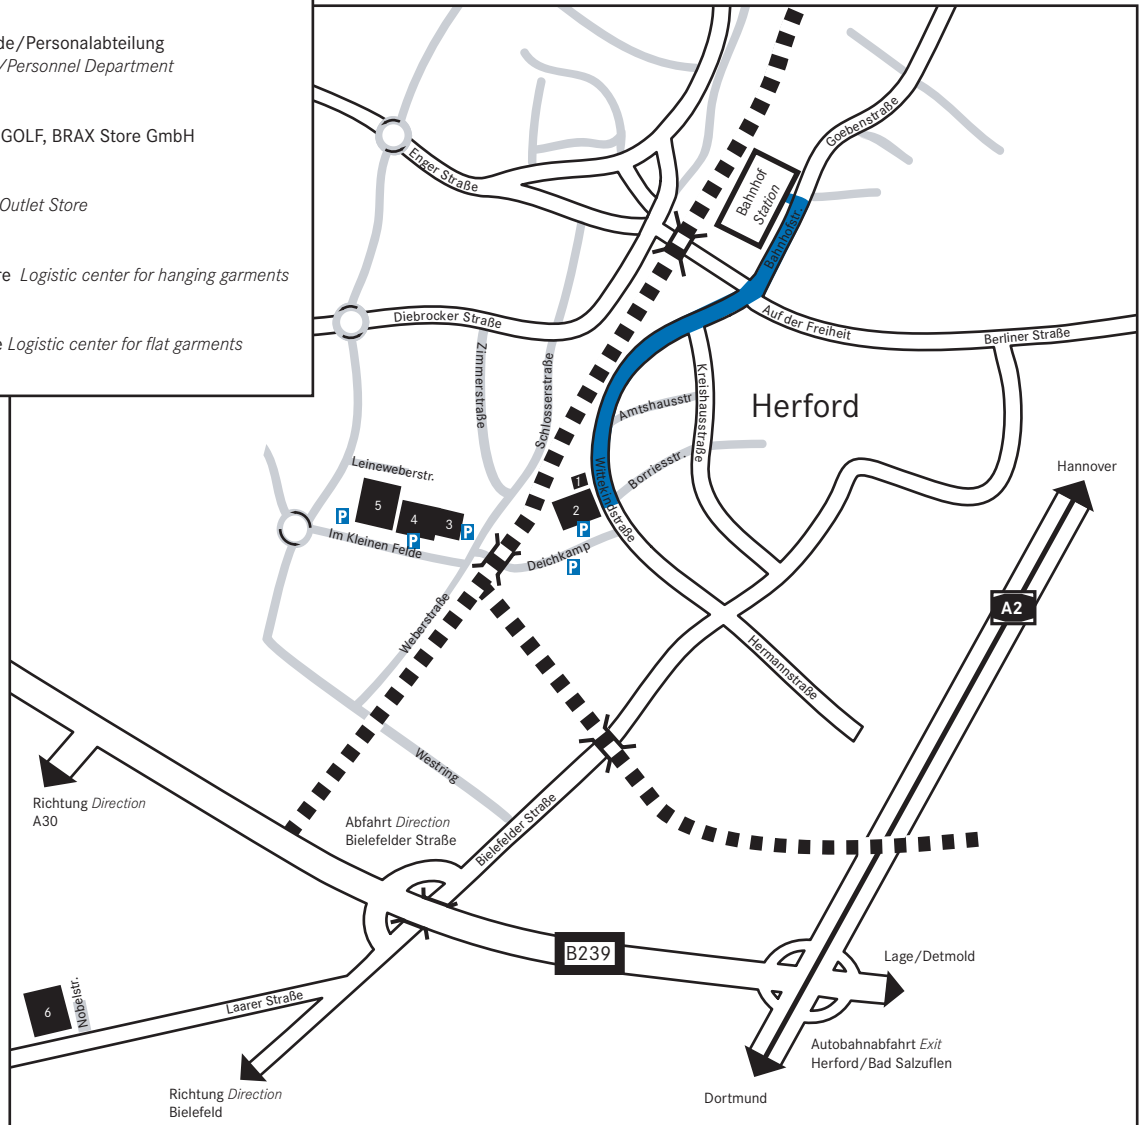 de/Personalabteilung
/Personnel Department
GOLF, BRAX Store GmbH
Outlet Store
re Logistic center for hanging garments
e Logistic center for flat garments
Goebenstraße
Enger Straße
Bahnhof
Station
Bahnhofstr.
Diebrocker Straße
Auf der Freiheit
Berliner Straße
Zimmerstraße
Schlosserstraße
Kreishausstraße
Amtshausstr.
Herford
Leineweberstr.
Borriesstr.
Wittekindstraße
Hannover
1
2
3
4
5
P
P
P
P
P
Im Kleinen Felde
Deichkamp
Weberstraße
A2
Hermannstraße
Westring
Richtung Direction
A30
Abfahrt Direction
Bielefelder Straße
Bielefelder Straße
B239
Lage/Detmold
6
Nobelstr.
Laarer Straße
Autobahnabfahrt Exit
Herford/Bad Salzuflen
Richtung Direction
Bielefeld
Dortmund